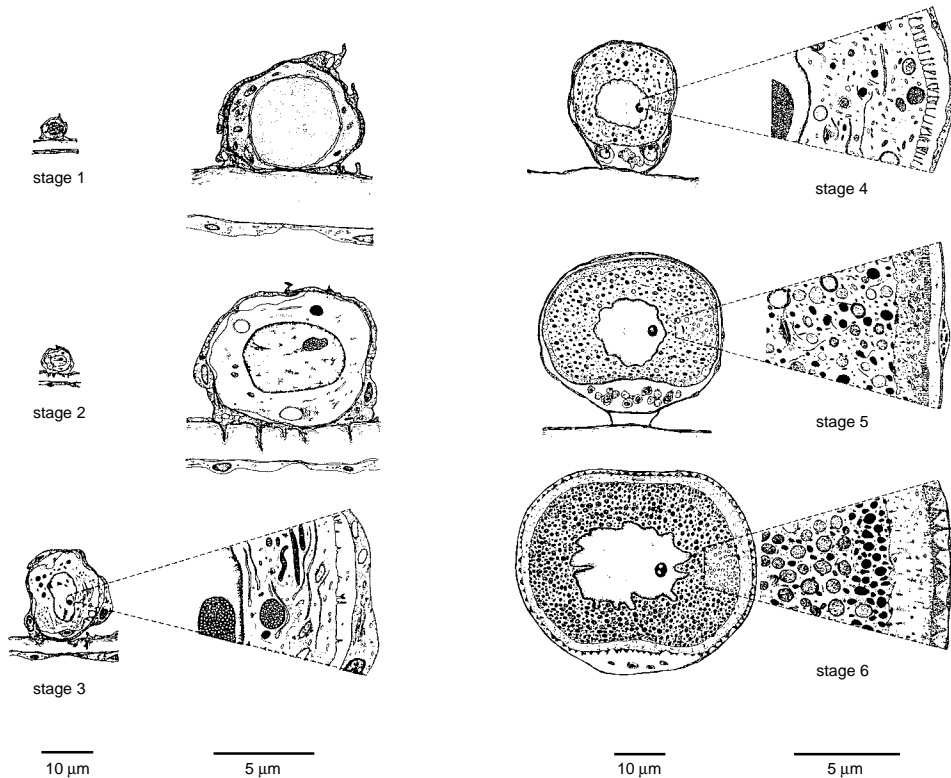 stage 1
stage 2
stage 3
10 μm
5 μm
stage 4
stage 5
stage 6
10 μm
5 μm